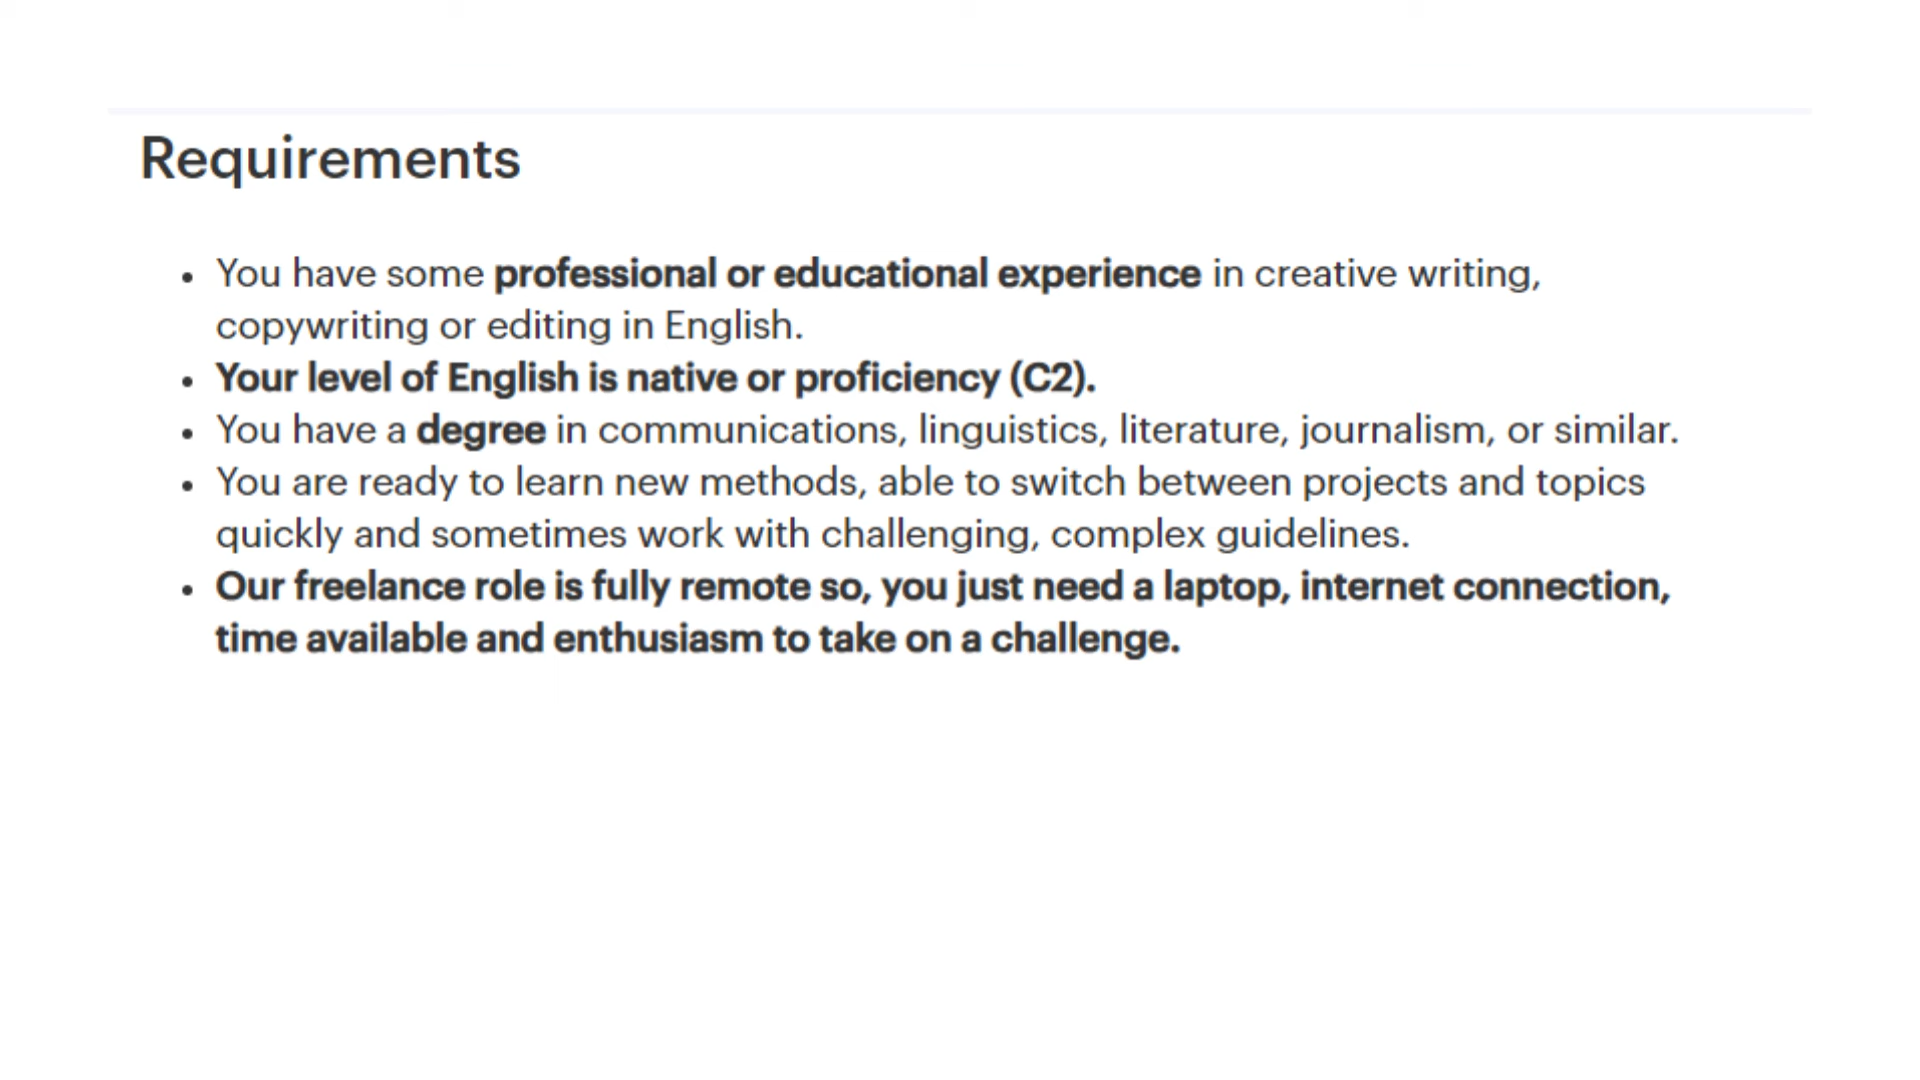 Requirements
You have some professional or educational experience in creative writing,
copywriting or editing in English.
Your level of English is native or proficiency (C2).
You have a degree in communications, linguistics, literature, journalism, or similar.
You are ready to learn new methods, able to switch between projects and topics
quickly and sometimes work with challenging, complex guidelines.
Our freelance role is fully remote so, you just need a laptop, internet connection,
time available and enthusiasm to take on a challenge.